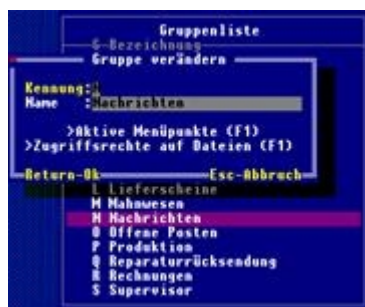 Gruppenliste
G Bezeichnung
Gruppe verändern
Kennung:
Name :Nachrichten
>Aktive Menüpunkte (F1)
>Zugriffsrechte auf Dateien (F1)
Return-Ok Esc-Abbruch
L Lieferscheine
M Mahnwesen
N Nachrichten
O Offene Posten
P Produktion
Q Reparaturrücksendung
R Rechnungen
S Supervisor